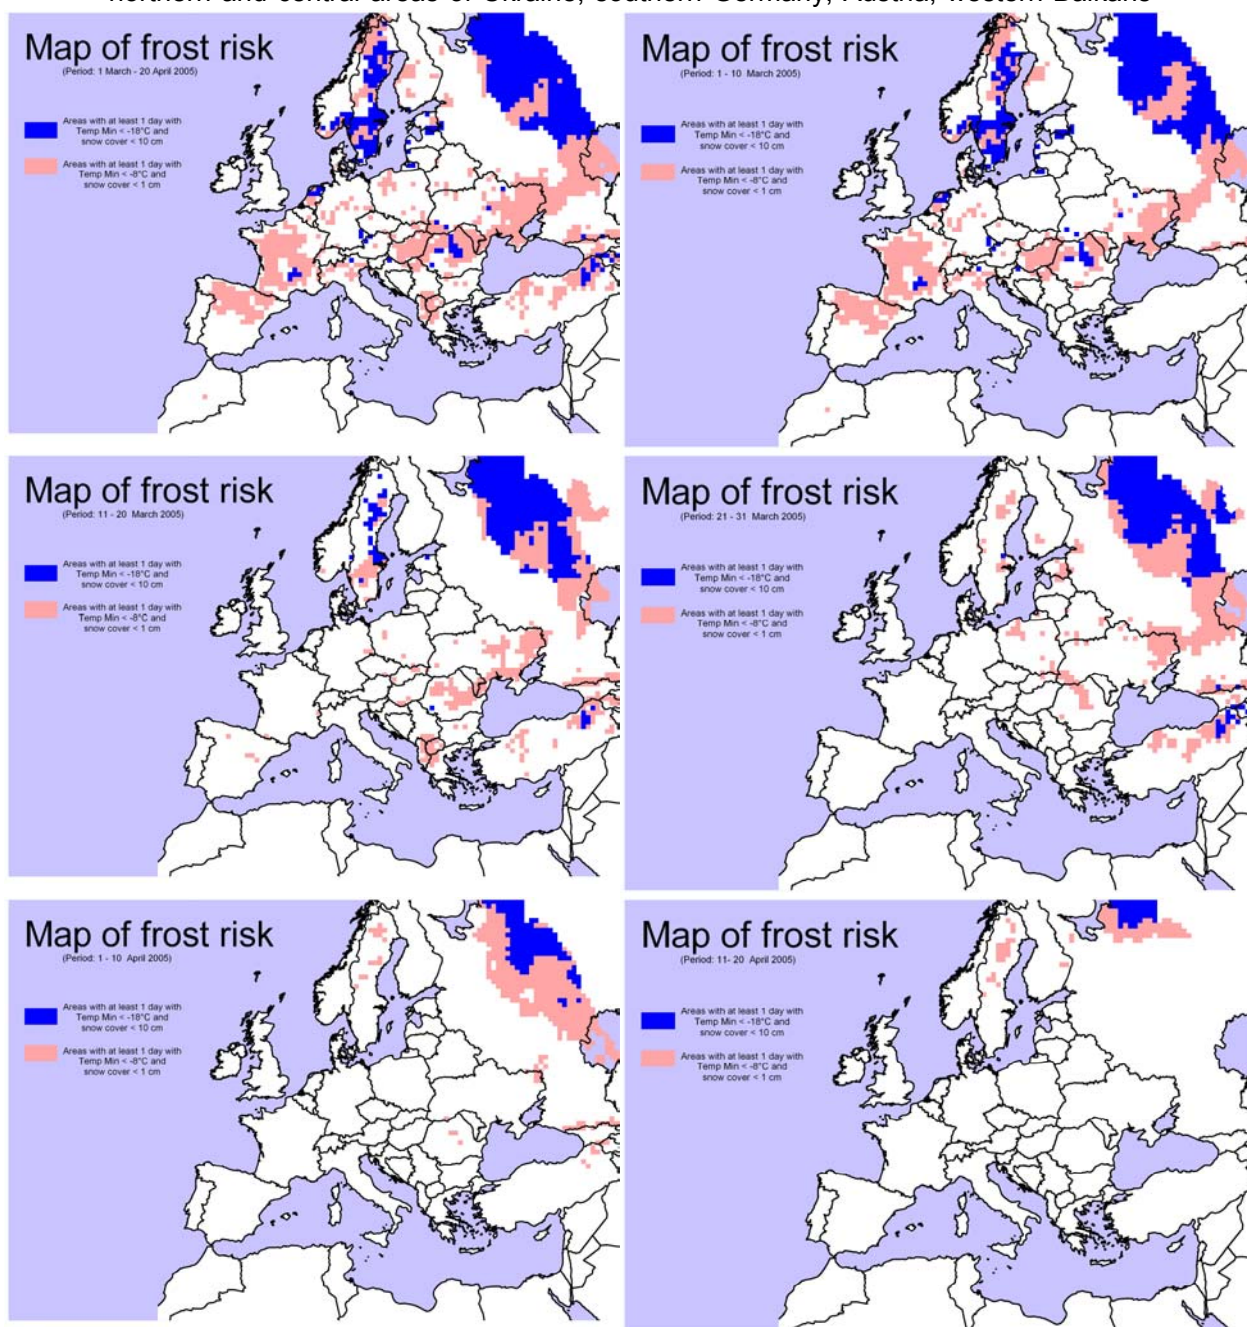 northern and central areas of Ukraine, southern Germany, Austria, western Balkans
Map of frost risk
(Period: 1 March - 20 April 2005)
Areas with at least 1 day with
Temp Min < -18°C and
snow cover < 10 cm
Areas with at least 1 day with
Temp Min < -8°C and
snow cover < 1 cm
Map of frost risk
(Period: 1 - 10 March 2005)
Areas with at least 1 day with
Temp Min < -18°C and
snow cover < 10 cm
Areas with at least 1 day with
Temp Min < -8°C and
snow cover < 1 cm
Map of frost risk
(Period: 11 - 20 March 2005)
Areas with at least 1 day with
Temp Min < -18°C and
snow cover < 10 cm
Areas with at least 1 day with
Temp Min < -8°C and
snow cover < 1 cm
Map of frost risk
(Period: 21 - 31 March 2005)
Areas with at least 1 day with
Temp Min < -18°C and
snow cover < 10 cm
Areas with at least 1 day with
Temp Min < -8°C and
snow cover < 1 cm
Map of frost risk
(Period: 1 - 10 April 2005)
Areas with at least 1 day with
Temp Min < -18°C and
snow cover < 10 cm
Areas with at least 1 day with
Temp Min < -8°C and
snow cover < 1 cm
Map of frost risk
(Period: 11- 20 April 2005)
Areas with at least 1 day with
Temp Min < -18°C and
snow cover < 10 cm
Areas with at least 1 day with
Temp Min < -8°C and
snow cover < 1 cm